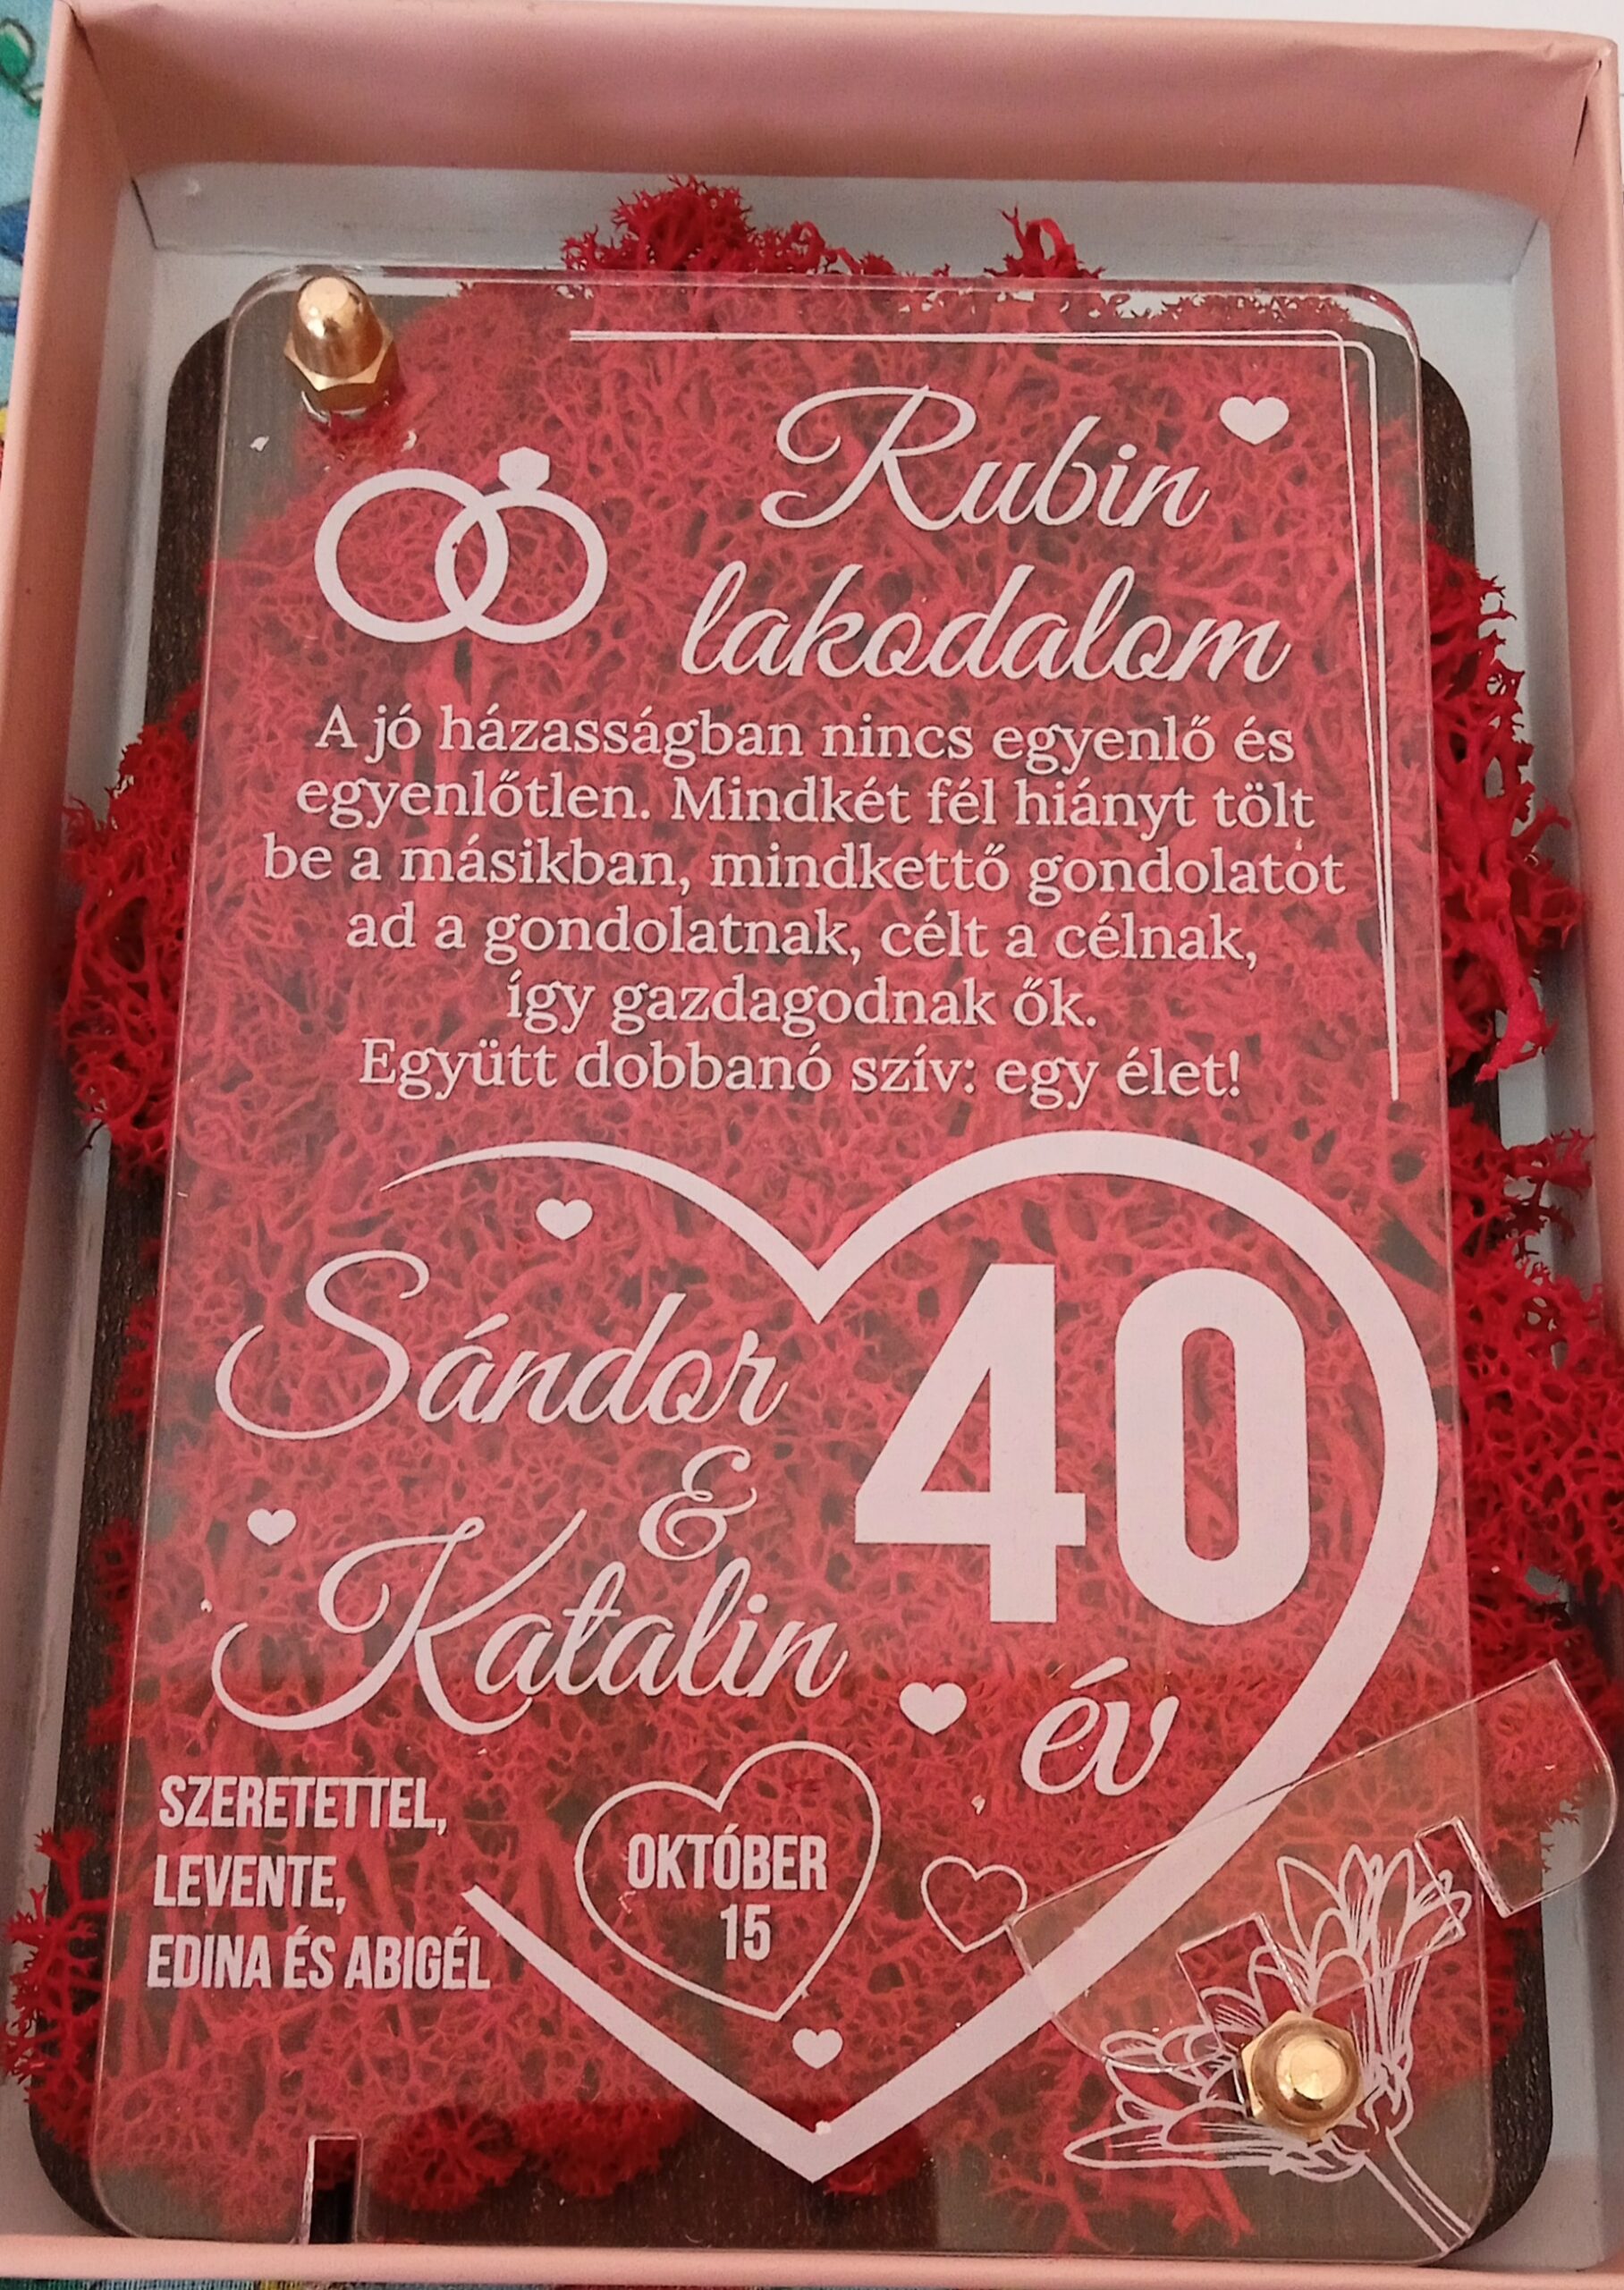 Rubin
lakodalom
A jó házasságban nincs egyenlő és
egyenlőtlen. Mindkét fél hiányt tölt
be a másikban, mindkettő gondolatot
ad a gondolatnak, célt a célnak,
így gazdagodnak ők.
Együtt dobbanó szív: egy élet!
Sándor
&
Katalin
40
év
SZERETETTEL,
LEVENTE,
EDINA ÉS ABIGÉL
OKTÓBER
15